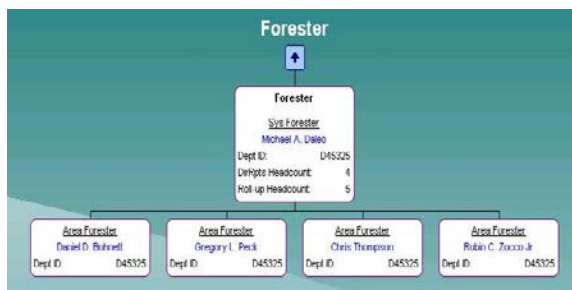 Forester
Forester
Sys Forester
Michael A. Daleo
Dept ID: D45325
DirRpts Headcount: 4
Roll-up Headcount: 5
Area Forester
Daniel D. Bohnett
Dept ID D45325
Area Forester
Gregory L. Peck
Dept ID D45325
Area Forester
Chris Thompson
Dept ID D45325
Area Forester
Robin C. Zocco Jr
Dept ID D45325